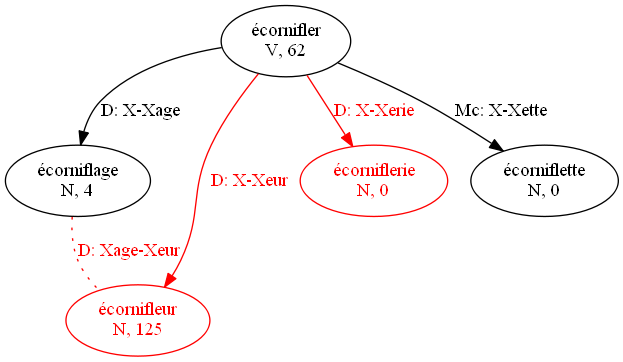 écornifler
V, 62
D: X-Xage
D: X-Xerie
Mc: X-Xette
écorniflage
N, 4
D: X-Xeur
écorniflerie
N, 0
écorniflette
N, 0
D: Xage-Xeur
écornifleur
N, 125